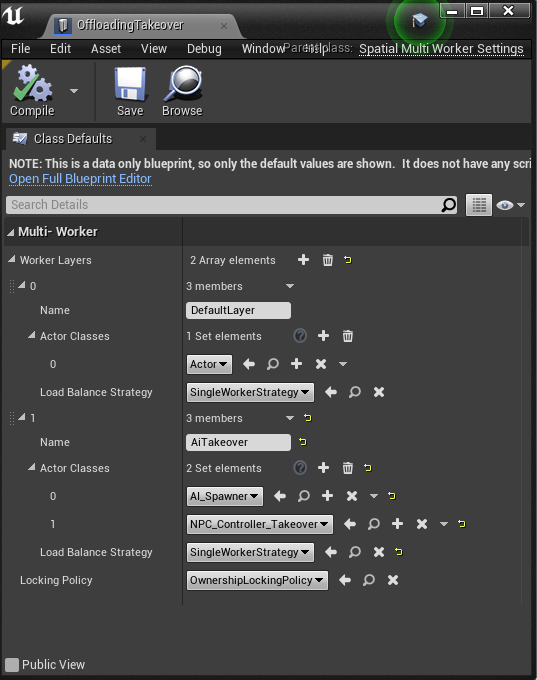 OffloadingTakeover
File Edit Asset View Debug Window Help Parent class: Spatial Multi Worker Settings
Compile Save Browse
Class Defaults
NOTE: This is a data only blueprint, so only the default values are shown. It does not have any scri
Open Full Blueprint Editor
Search Details
Multi- Worker
Worker Layers 2 Array elements
0 3 members
Name DefaultLayer
Actor Classes 1 Set elements
0 Actor
Load Balance Strategy SingleWorkerStrategy
1 3 members
Name AiTakeover
Actor Classes 2 Set elements
0 AI_Spawner
1 NPC_Controller_Takeover
Load Balance Strategy SingleWorkerStrategy
Locking Policy OwnershipLockingPolicy
Public View